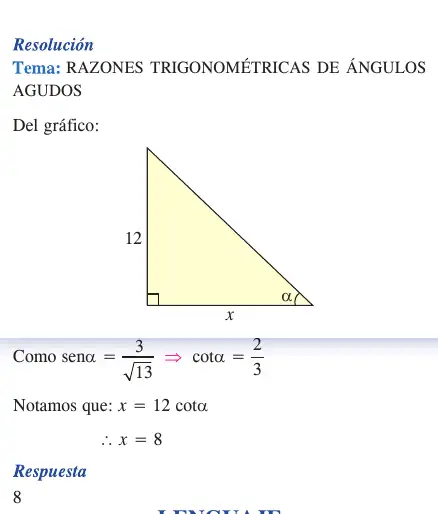 Resolución
Tema: RAZONES TRIGONOMÉTRICAS DE ÁNGULOS
AGUDOS
Del gráfico:
12
α
x
Como senα = 3/√13 ⇒ cotα = 2/3
Notamos que: x = 12 cotα
∴ x = 8
Respuesta
8
LENGUAJE